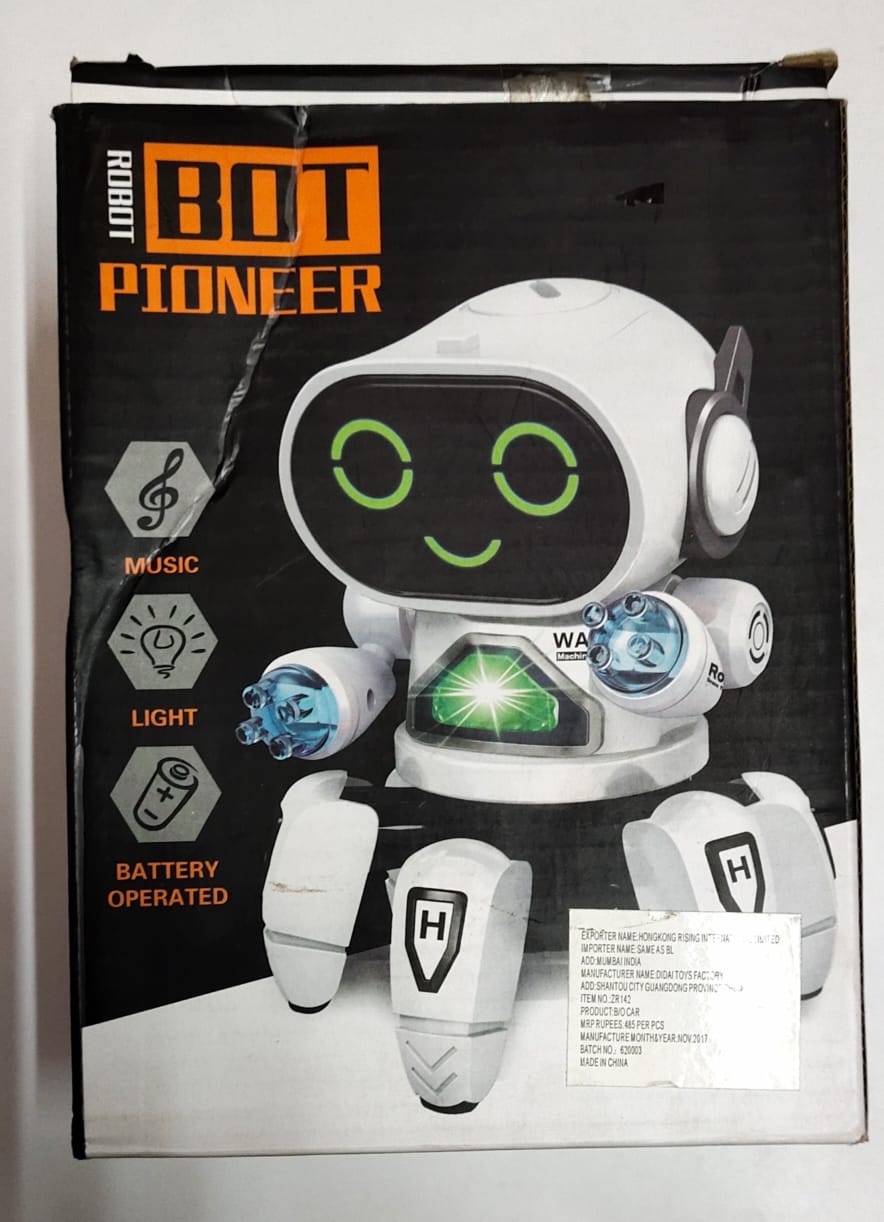 ROBOT
BOT
PIONEER
MUSIC
LIGHT
BATTERY
OPERATED
WA
Machin
Ro
H
H
EXPORTER NAME:HONGKONG RISING
IMPORTER NAME:SAME AS BL
ADD:MUMBAI INDIA
MANUFACTURER NAME:DIDAI TOYS FACTORY
ADD:SHANTOU CITY GUANGDONG
ITEM NO.:ZR142
PRODUCT:B/O CAR
MRP RUPEES:485 PER PCS
MANUFACTURE MONTH&YEAR:NOV.2017
BATCH NO.: 620003
MADE IN CHINA